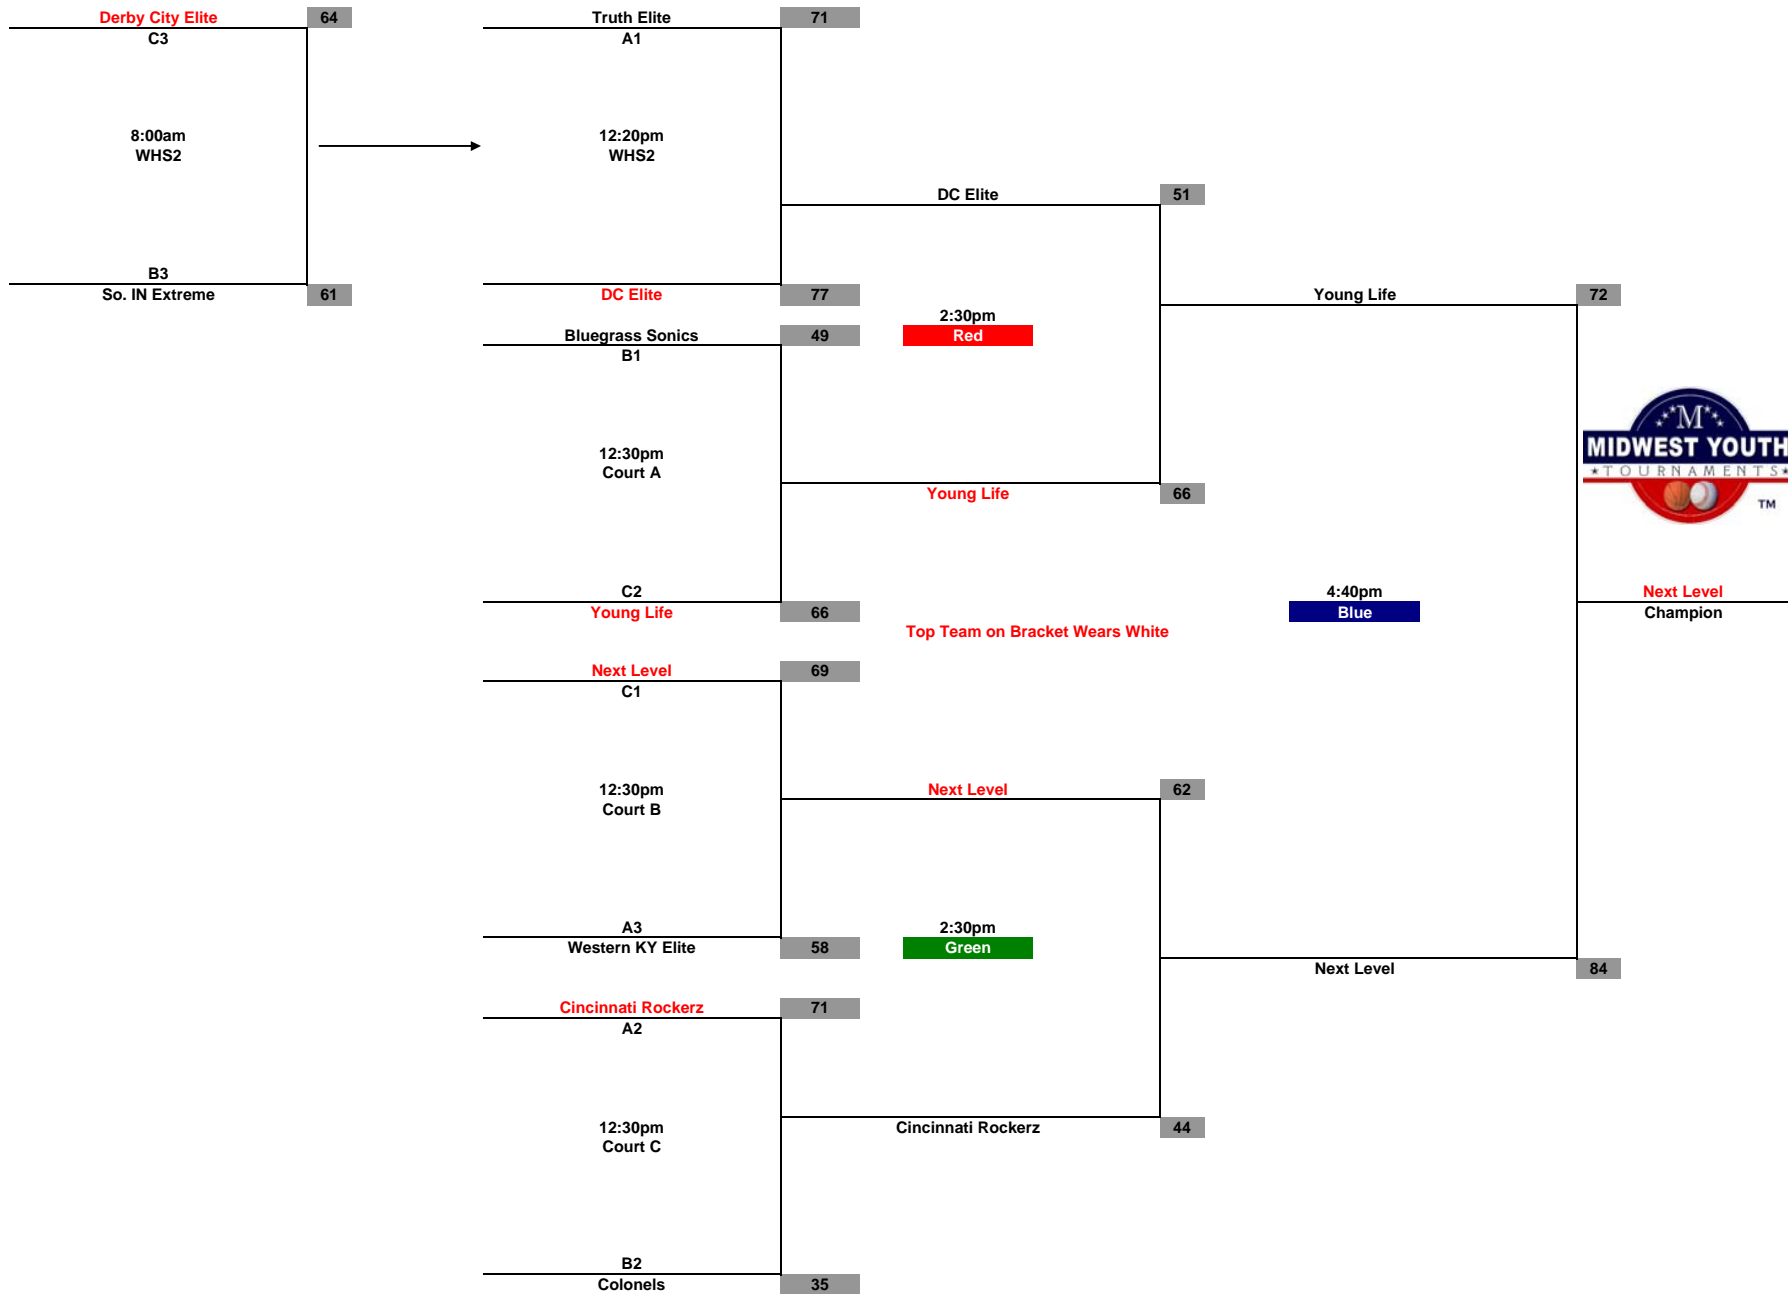 Derby City Elite 64
C3
8:00am
WHS2
B3
So. IN Extreme 61
Truth Elite 71
A1
12:20pm
WHS2
DC Elite 77
Bluegrass Sonics 49
B1
12:30pm
Court A
C2
Young Life 66
Next Level 69
C1
12:30pm
Court B
A3
Western KY Elite 58
Cincinnati Rockerz 71
A2
12:30pm
Court C
B2
Colonels 35
DC Elite 51
2:30pm
Red
Young Life 66
Top Team on Bracket Wears White
Next Level 62
2:30pm
Green
Cincinnati Rockerz 44
Young Life 72
4:40pm
Blue
Next Level 84
M
MIDWEST YOUTH
TOURNAMENTS
TM
Next Level
Champion